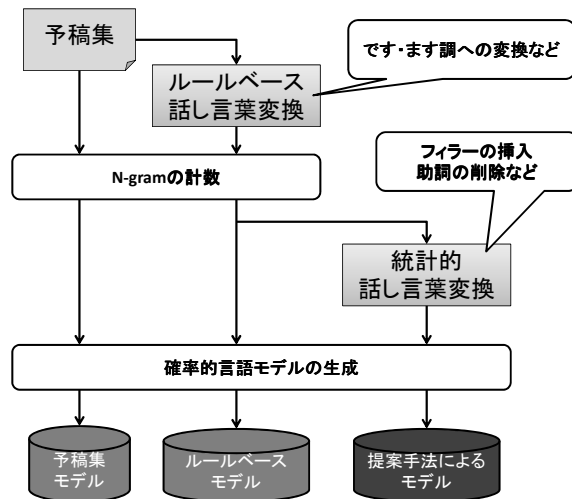 予稿集
です・ます調への変換など
ルールベース
話し言葉変換
フィラーの挿入
助詞の削除など
N-gramの計数
統計的
話し言葉変換
確率的言語モデルの生成
予稿集
モデル
ルールベース
モデル
提案手法による
モデル